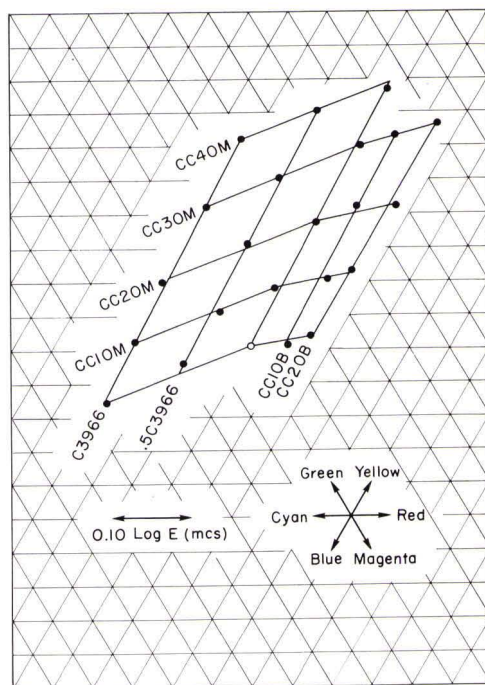 CC40M
CC30M
CC20M
CC10M
C3966
.5C3966
CC10B
CC20B
0.10 Log E (mcs)
Green Yellow
Cyan Red
Blue Magenta